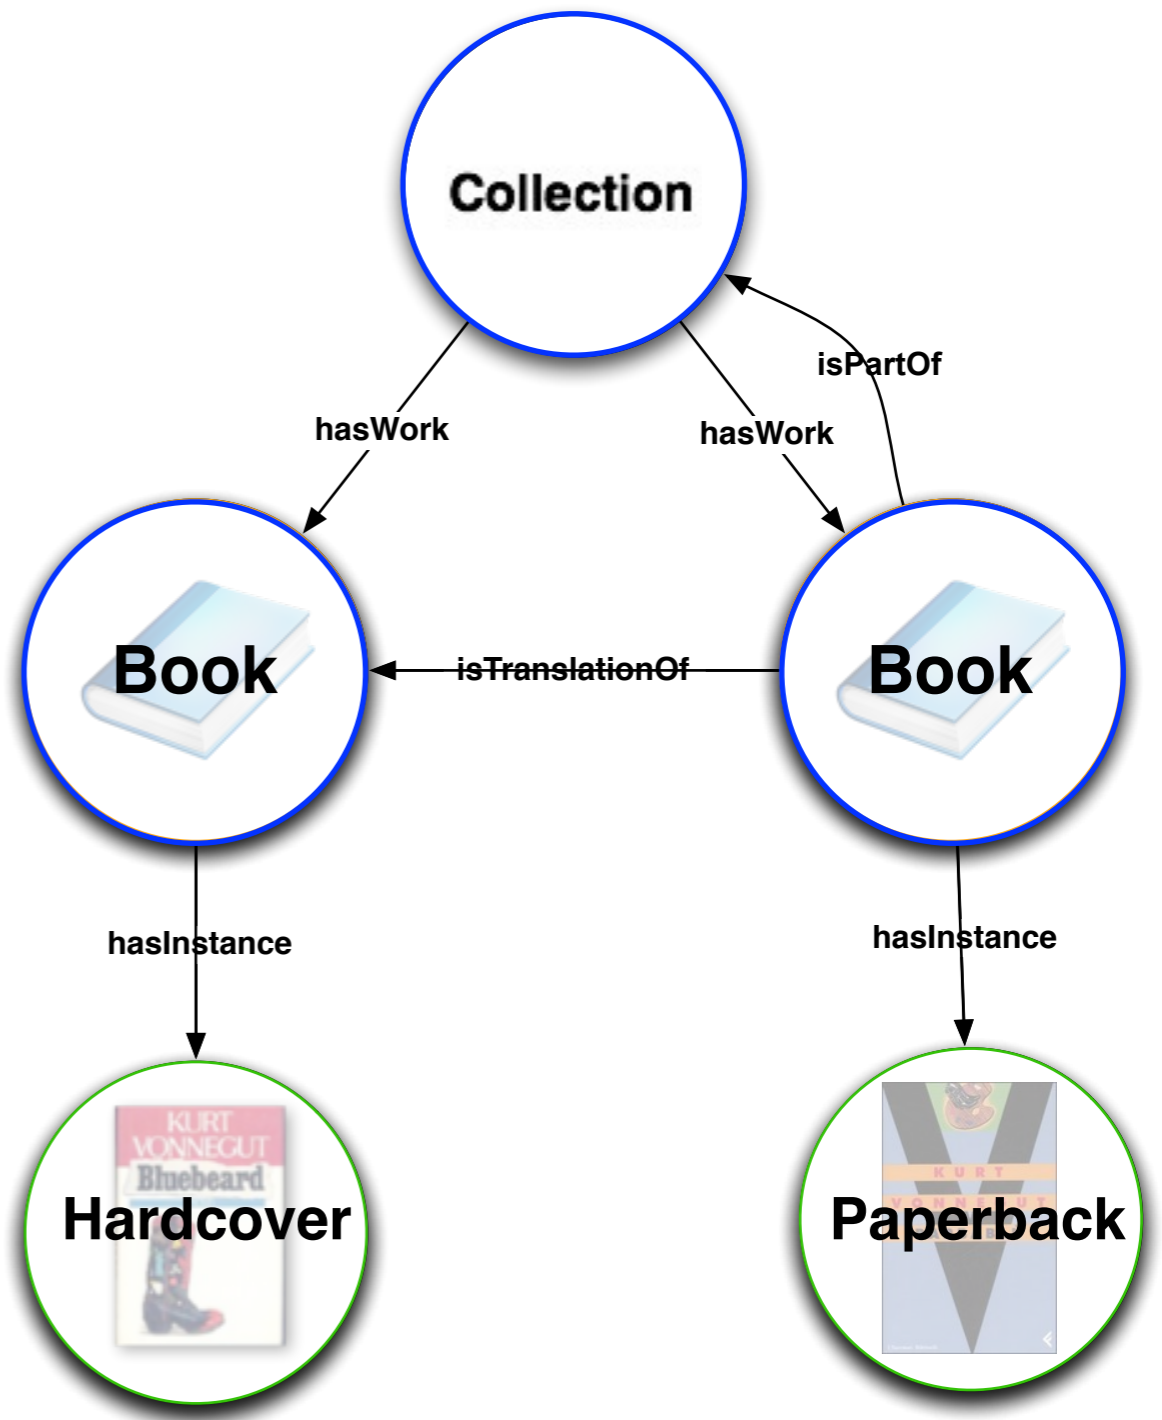 Collection
isPartOf
hasWork
hasWork
Book
isTranslationOf
Book
hasInstance
hasInstance
KURT
VONNEGUT
Bluebeard
Hardcover
KURT
Paperback